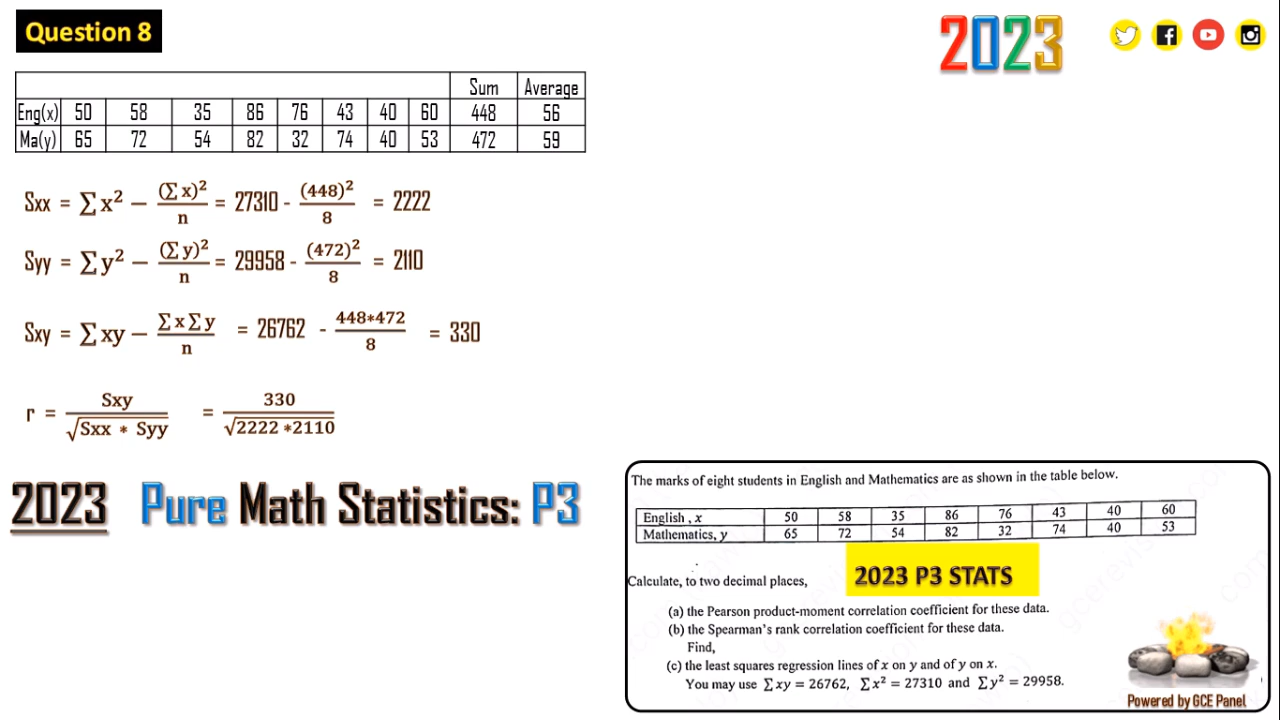 Question 8
2023
Sum Average
Eng(x) 50 58 35 86 76 43 40 60 448 56
Ma(y) 65 72 54 82 32 74 40 53 472 59
Sxx = ∑x² − (∑x)²/n = 27310 - (448)²/8 = 2222
Syy = ∑y² − (∑y)²/n = 29958 - (472)²/8 = 2110
Sxy = ∑xy − ∑x∑y/n = 26762 - 448*472/8 = 330
r = Sxy/√(Sxx * Syy) = 330/√(2222 *2110)
2023 Pure Math Statistics: P3
The marks of eight students in English and Mathematics are as shown in the table below.
English , x 50 58 35 86 76 43 40 60
Mathematics, y 65 72 54 82 32 74 40 53
Calculate, to two decimal places,
2023 P3 STATS
(a) the Pearson product-moment correlation coefficient for these data.
(b) the Spearman's rank correlation coefficient for these data.
Find,
(c) the least squares regression lines of x on y and of y on x.
You may use ∑xy = 26762, ∑x² = 27310 and ∑y² = 29958.
Powered by GCE Panel